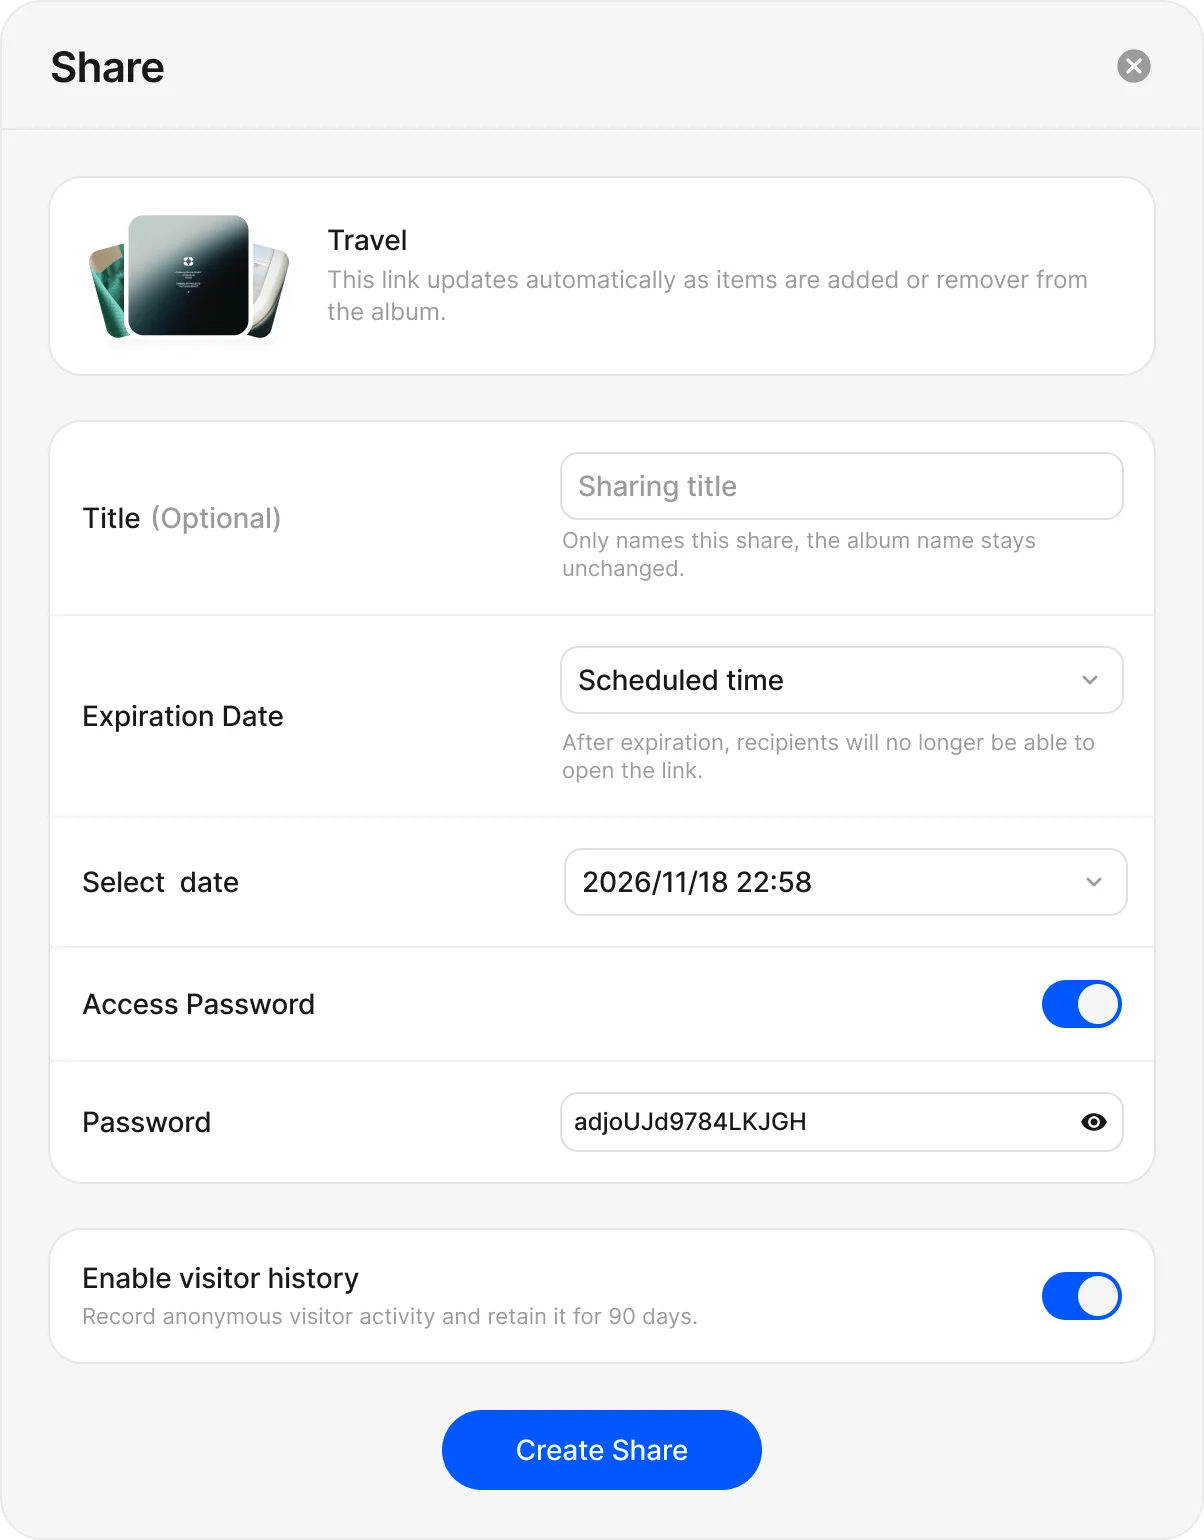 Share
Travel
This link updates automatically as items are added or remover from
the album.
Title (Optional)
Sharing title
Only names this share, the album name stays
unchanged.
Expiration Date
Scheduled time
After expiration, recipients will no longer be able to
open the link.
Select  date
2026/11/18 22:58
Access Password
Password
adjoUJd9784LKJGH
Enable visitor history
Record anonymous visitor activity and retain it for 90 days.
Create Share